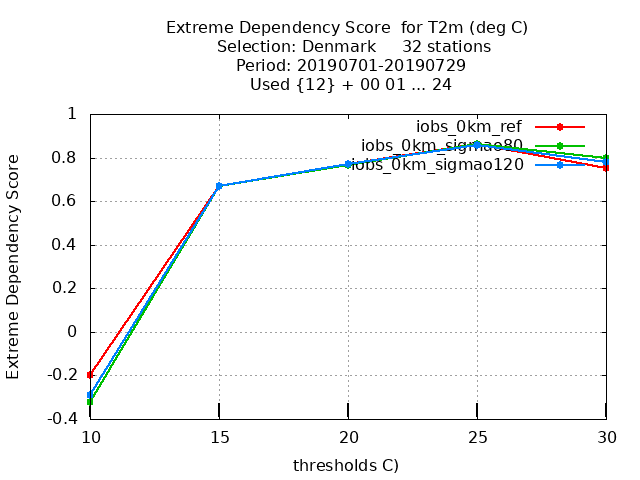 Extreme Dependency Score  for T2m (deg C)
Selection: Denmark     32 stations
Period: 20190701-20190729
Used {12} + 00 01 ... 24
iobs_0km_ref
iobs_0km_sigmao80
iobs_0km_sigmao120
Extreme Dependency Score
1
0.8
0.6
0.4
0.2
0
-0.2
-0.4
10
15
20
25
30
thresholds C)